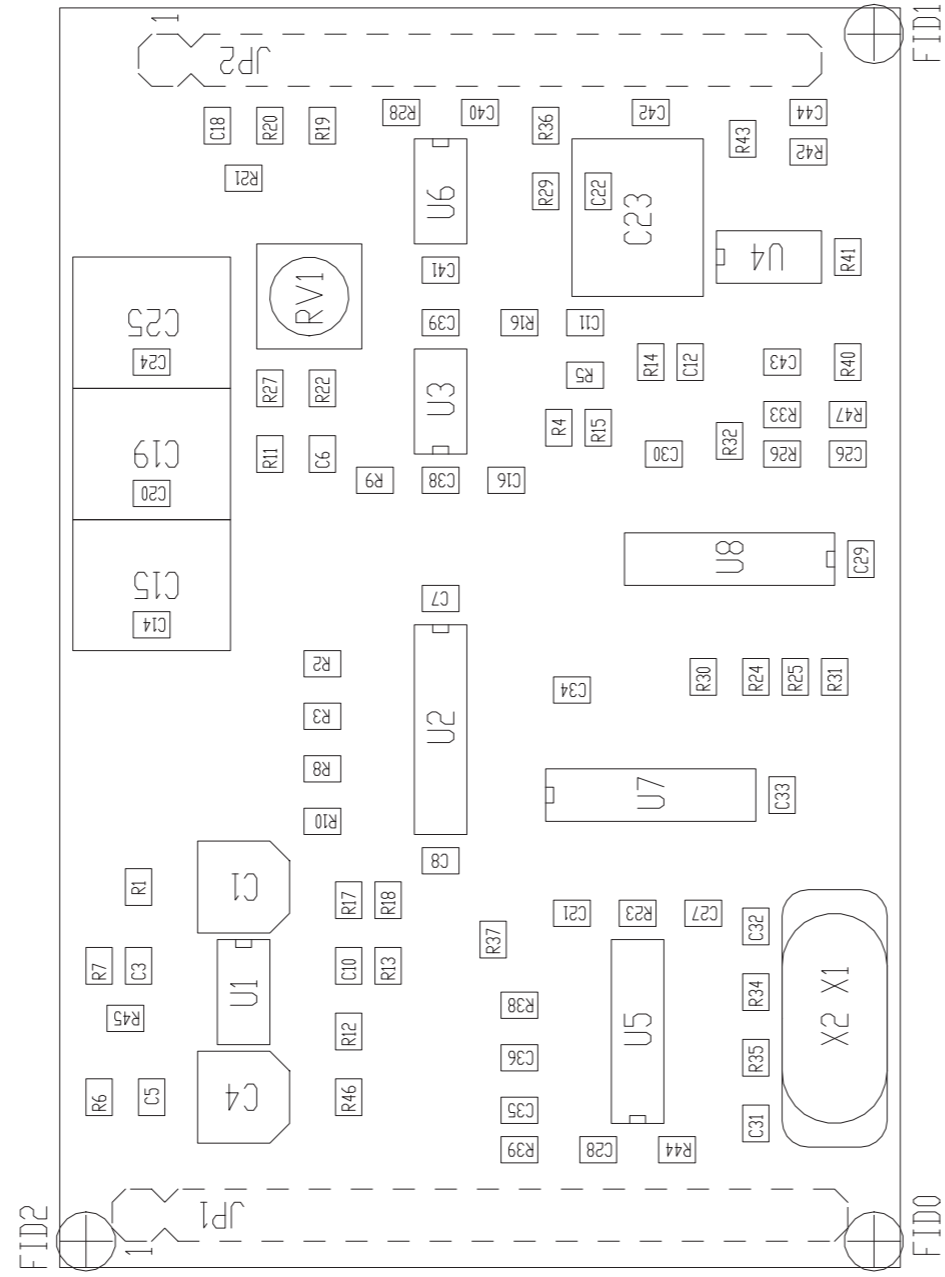 1
FID1
JP2
C18
R20
R19
R28
C40
R36
C42
C44
R43
R42
R21
U6
R29
C22
C23
U4
R41
C41
RV1
C25
C39
R16
C11
C24
R14
C12
C43
R40
R5
R27
R22
U3
R33
R47
R4
R15
R32
C19
R11
C6
C30
R26
C26
C20
R9
C38
C16
U8
C29
C15
C7
C14
R2
R30
R24
R25
R31
C34
R3
U2
R8
U7
C33
R10
C8
R1
C1
R17
R18
C21
R23
C27
C32
R37
R7
C3
C10
R13
U1
R34
X2 X1
R45
R38
R12
U5
C36
R35
R6
C5
C4
R46
C35
C31
R39
C28
R44
JP1
FID2
1
FID0